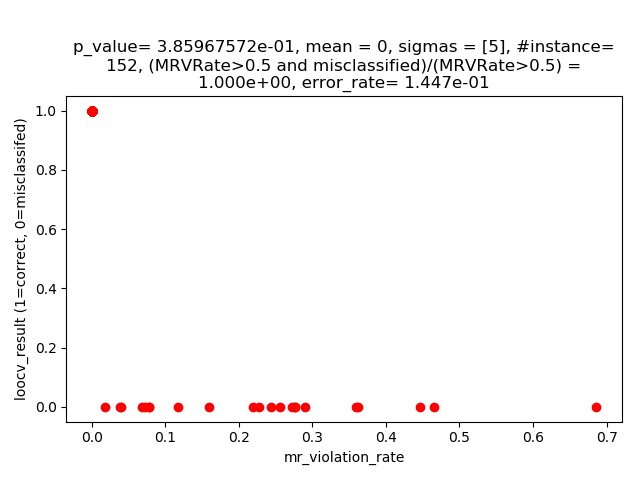 p_value= 3.85967572e-01, mean = 0, sigmas = [5], #instance=
152, (MRVRate>0.5 and misclassified)/(MRVRate>0.5) =
1.000e+00, error_rate= 1.447e-01
1.0
0.8
0.6
0.4
0.2
0.0
loocv_result (1=correct, 0=misclassifed)
0.0 0.1 0.2 0.3 0.4 0.5 0.6 0.7
mr_violation_rate